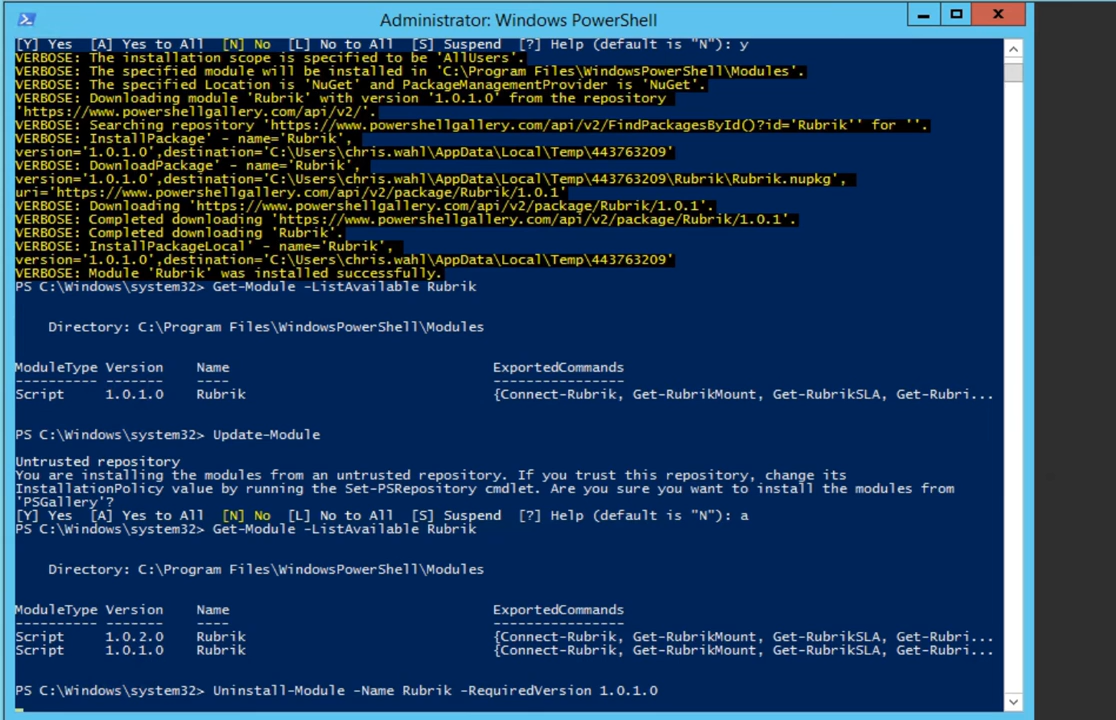 Administrator: Windows PowerShell
[Y] Yes  [A] Yes to All  [N] No  [L] No to All  [S] Suspend  [?] Help (default is "N"): y
VERBOSE: The installation scope is specified to be 'AllUsers'.
VERBOSE: The specified module will be installed in 'C:\Program Files\WindowsPowerShell\Modules'.
VERBOSE: The specified Location is 'NuGet' and PackageManagementProvider is 'NuGet'.
VERBOSE: Downloading module 'Rubrik' with version '1.0.1.0' from the repository
'https://www.powershellgallery.com/api/v2/'.
VERBOSE: Searching repository 'https://www.powershellgallery.com/api/v2/FindPackagesById()?id='Rubrik'' for ''.
VERBOSE: InstallPackage' - name='Rubrik',
version='1.0.1.0',destination='C:\Users\chris.wahl\AppData\Local\Temp\443763209'
VERBOSE: DownloadPackage' - name='Rubrik',
version='1.0.1.0',destination='C:\Users\chris.wahl\AppData\Local\Temp\443763209\Rubrik\Rubrik.nupkg',
uri='https://www.powershellgallery.com/api/v2/package/Rubrik/1.0.1'
VERBOSE: Downloading 'https://www.powershellgallery.com/api/v2/package/Rubrik/1.0.1'.
VERBOSE: Completed downloading 'https://www.powershellgallery.com/api/v2/package/Rubrik/1.0.1'.
VERBOSE: Completed downloading 'Rubrik'.
VERBOSE: InstallPackageLocal' - name='Rubrik',
version='1.0.1.0',destination='C:\Users\chris.wahl\AppData\Local\Temp\443763209'
VERBOSE: Module 'Rubrik' was installed successfully.
PS C:\Windows\system32> Get-Module -ListAvailable Rubrik
Directory: C:\Program Files\WindowsPowerShell\Modules
ModuleType Version    Name                                ExportedCommands
---------- -------    ----                                ----------------
Script     1.0.1.0    Rubrik                              {Connect-Rubrik, Get-RubrikMount, Get-RubrikSLA, Get-Rubri...
PS C:\Windows\system32> Update-Module
Untrusted repository
You are installing the modules from an untrusted repository. If you trust this repository, change its
InstallationPolicy value by running the Set-PSRepository cmdlet. Are you sure you want to install the modules from
'PSGallery'?
[Y] Yes  [A] Yes to All  [N] No  [L] No to All  [S] Suspend  [?] Help (default is "N"): a
PS C:\Windows\system32> Get-Module -ListAvailable Rubrik
Directory: C:\Program Files\WindowsPowerShell\Modules
ModuleType Version    Name                                ExportedCommands
---------- -------    ----                                ----------------
Script     1.0.2.0    Rubrik                              {Connect-Rubrik, Get-RubrikMount, Get-RubrikSLA, Get-Rubri...
Script     1.0.1.0    Rubrik                              {Connect-Rubrik, Get-RubrikMount, Get-RubrikSLA, Get-Rubri...
PS C:\Windows\system32> Uninstall-Module -Name Rubrik -RequiredVersion 1.0.1.0